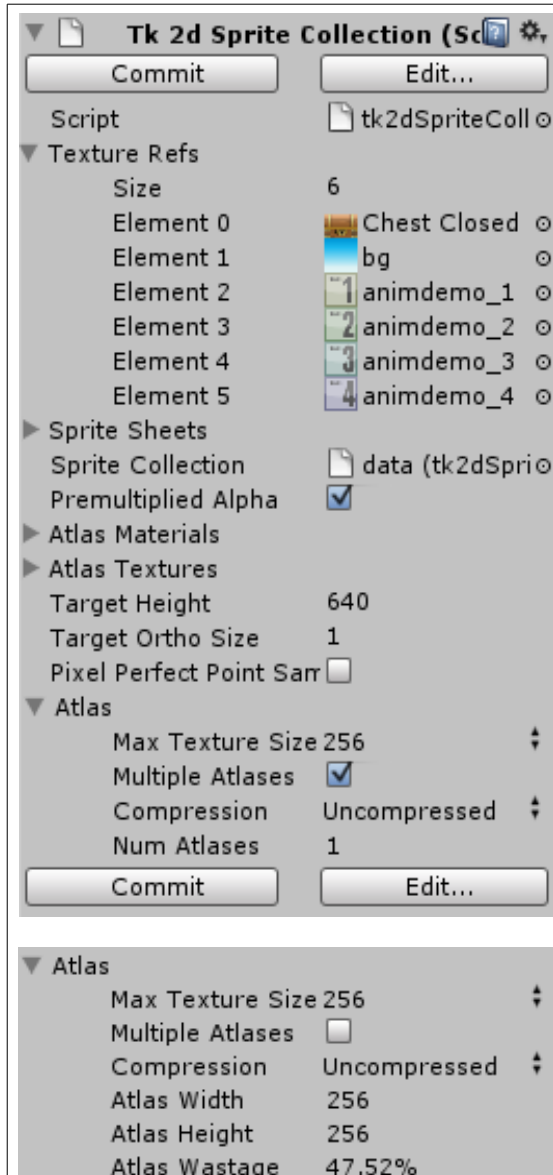 Tk 2d Sprite Collection (Sc
Commit Edit...
Script tk2dSpriteColl
Texture Refs
Size 6
Element 0 Chest Closed
Element 1 bg
Element 2 1 animdemo_1
Element 3 2 animdemo_2
Element 4 3 animdemo_3
Element 5 4 animdemo_4
Sprite Sheets
Sprite Collection data (tk2dSpri
Premultiplied Alpha
Atlas Materials
Atlas Textures
Target Height 640
Target Ortho Size 1
Pixel Perfect Point Sam
Atlas
Max Texture Size 256
Multiple Atlases
Compression Uncompressed
Num Atlases 1
Commit Edit...
Atlas
Max Texture Size 256
Multiple Atlases
Compression Uncompressed
Atlas Width 256
Atlas Height 256
Atlas Wastage 47.52%